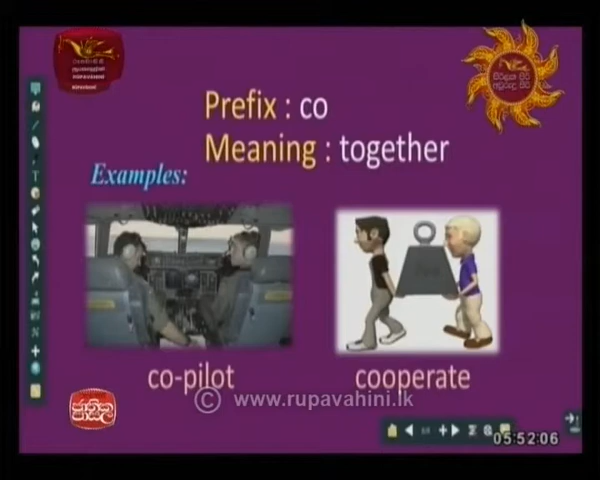 Prefix : co
Meaning : together
Examples:
co-pilot
cooperate
© www.rupavahini.lk
05:52:06